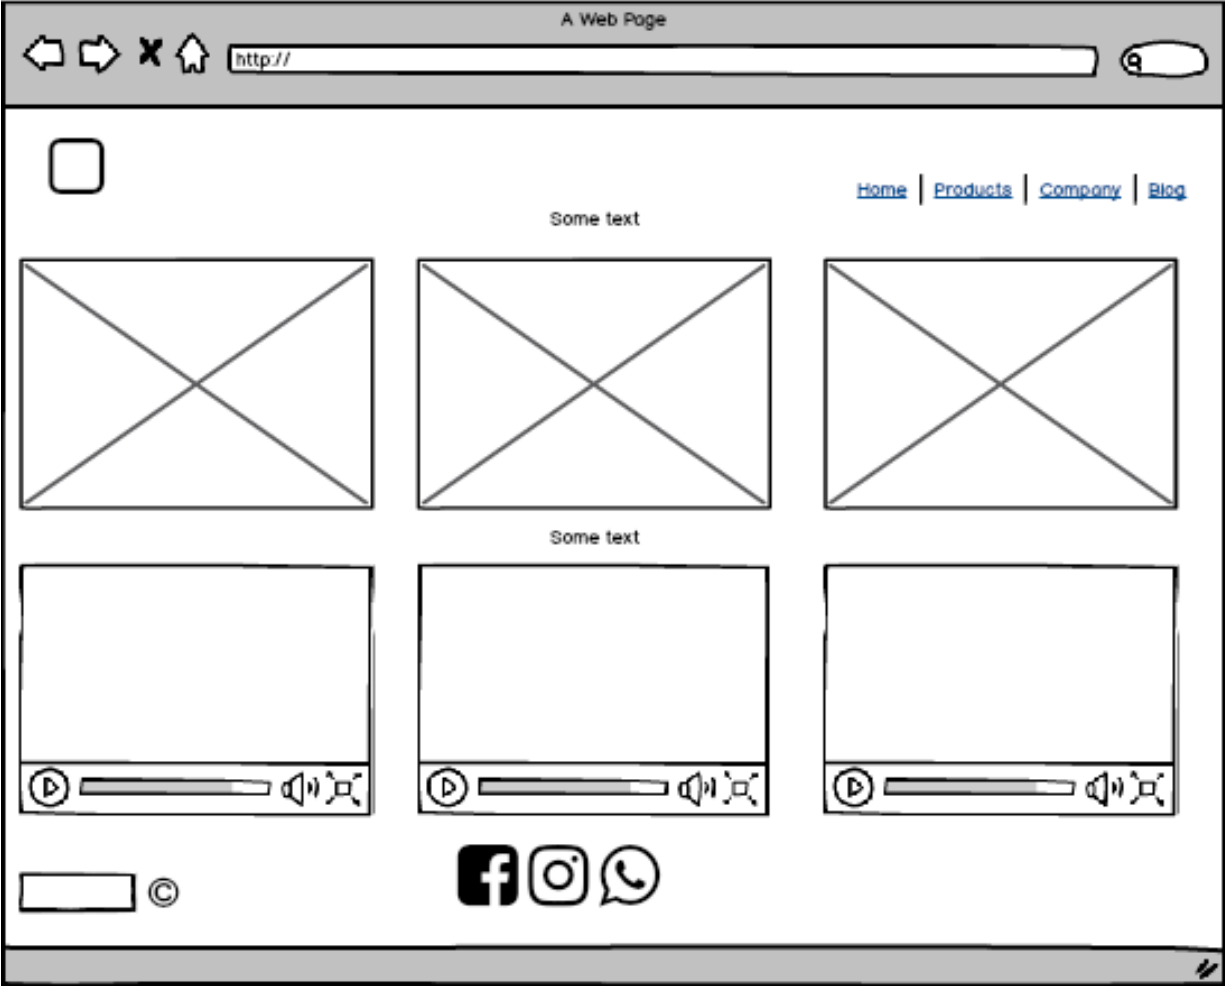 A Web Page
http://
Home | Products | Company | Blog
Some text
Some text
©